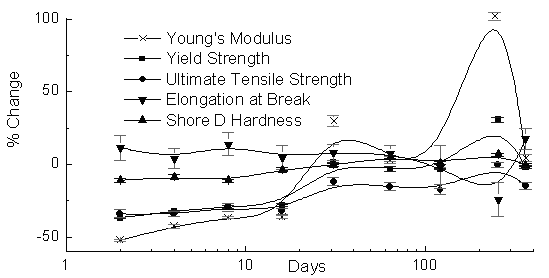 100
Young's Modulus
Yield Strength
Ultimate Tensile Strength
50
Elongation at Break
Shore D Hardness
% Change
0
-50
1
10
100
Days